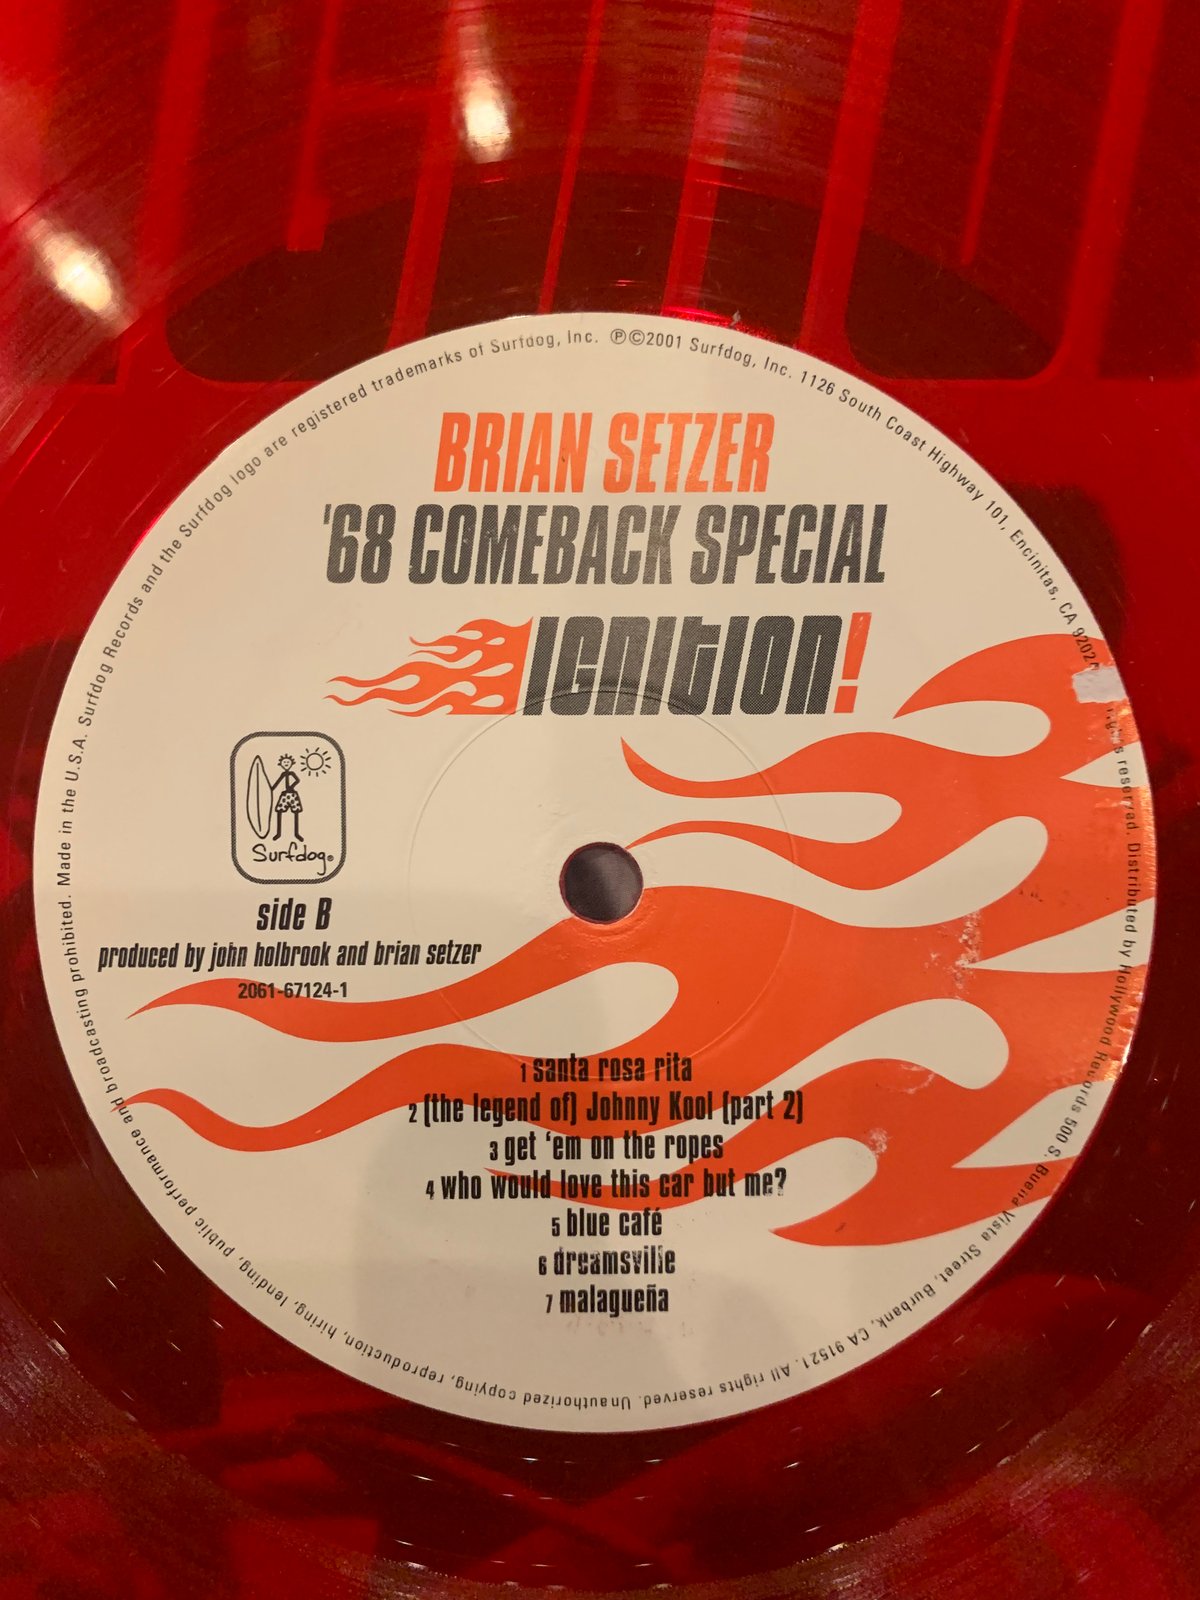 BRIAN SETZER
'68 COMEBACK SPECIAL
IGNITION!
Surfdog®
side B
produced by john holbrook and brian setzer
2061-67124-1
1 santa rosa rita
2 (the legend of) Johnny Kool (part 2)
3 get 'em on the ropes
4 who would love this car but me?
5 blue café
6 dreamsville
7 malagueña
℗©2001 Surfdog, Inc. 1126 South Coast Highway 101, Encinitas, CA reserved. Distributed by Hollywood Records 500 S. Buena Vista Street, Burbank, CA 91521. All rights reserved. Unauthorized copying, reproduction, hiring, lending, public performance and broadcasting prohibited. Made in the U.S.A. Surfdog Records and the Surfdog logo are registered trademarks of Surfdog, Inc.